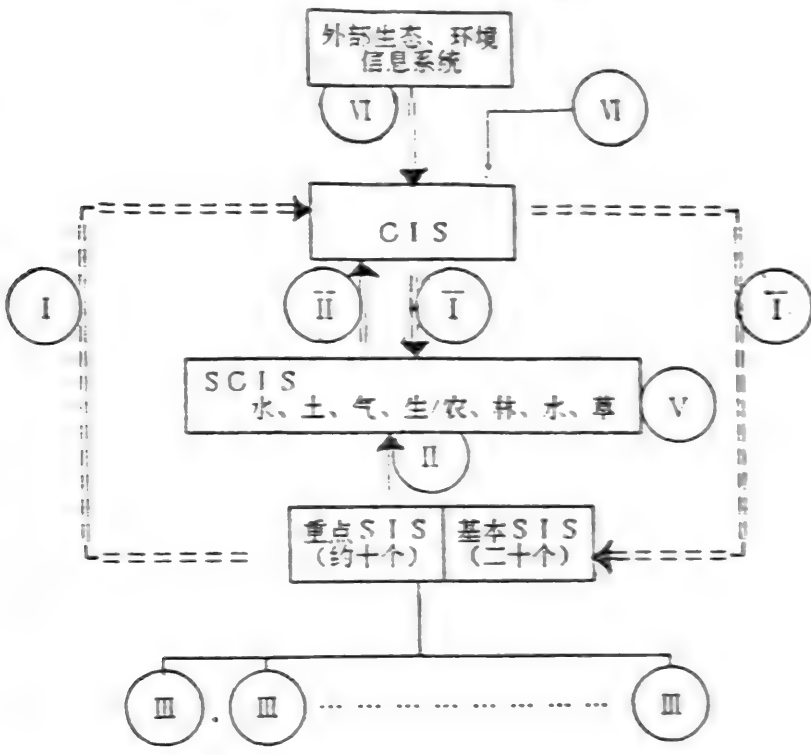 外部生态、环境
信息系统
Ⅵ
Ⅵ
CIS
Ⅰ
Ⅱ
Ⅰ
Ⅰ
SCIS
水、土、气、生/农、林、水、草
Ⅴ
Ⅱ
重点SIS
(约十个)
基本SIS
(二十个)
Ⅲ . Ⅲ ………………… Ⅲ